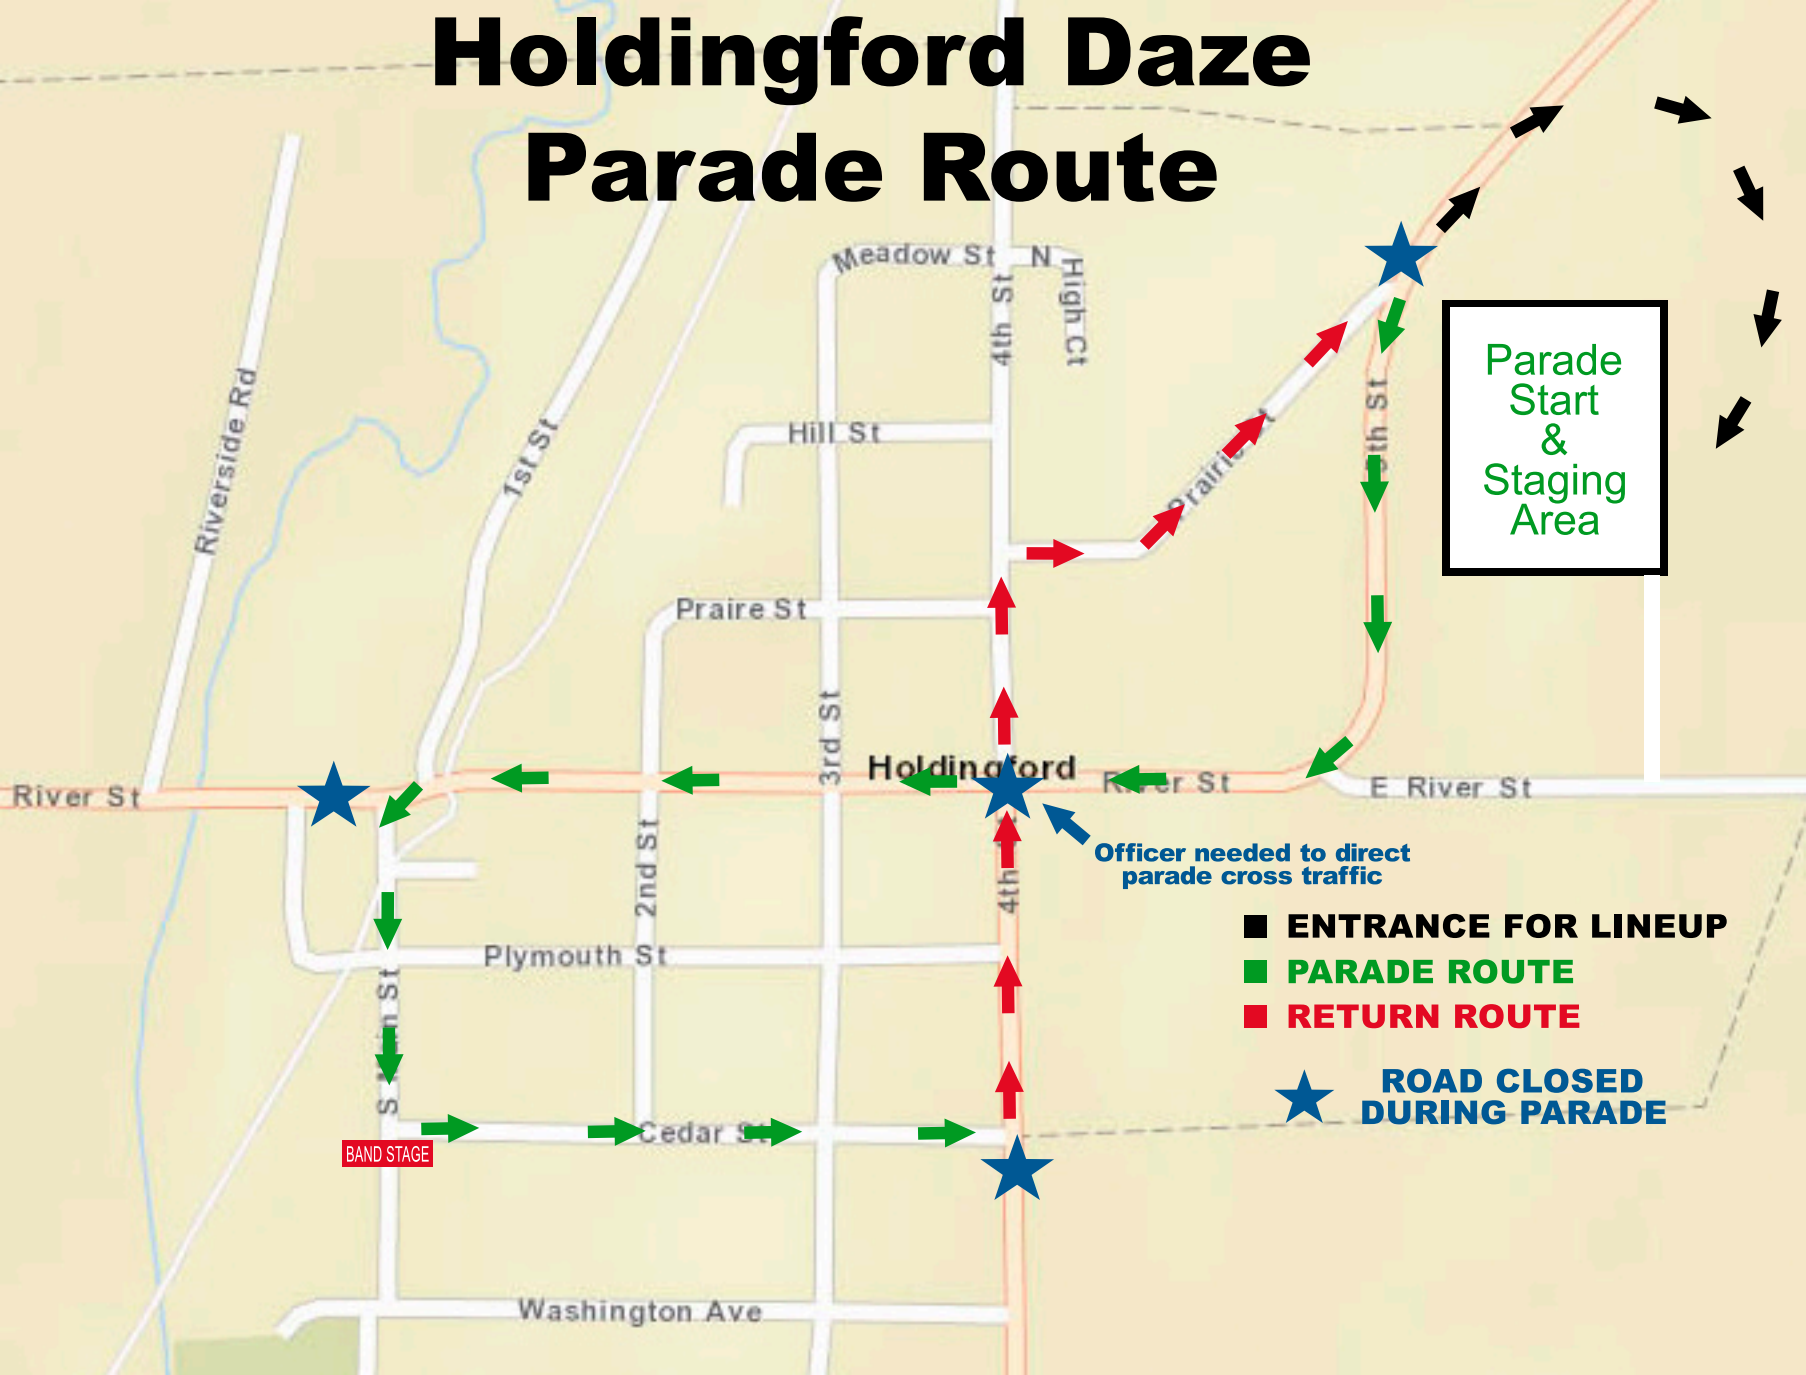 Holdingford Daze
Parade Route
Meadow St
N
High Ct
4th St
Parade
Start
&
Staging
Area
Riverside Rd
1st St
Hill St
Praire St
3rd St
Holdingford
River St
River St
E River St
Officer needed to direct
parade cross traffic
2nd St
4th
ENTRANCE FOR LINEUP
PARADE ROUTE
RETURN ROUTE
Plymouth St
ROAD CLOSED
DURING PARADE
Cedar St
BAND STAGE
Washington Ave